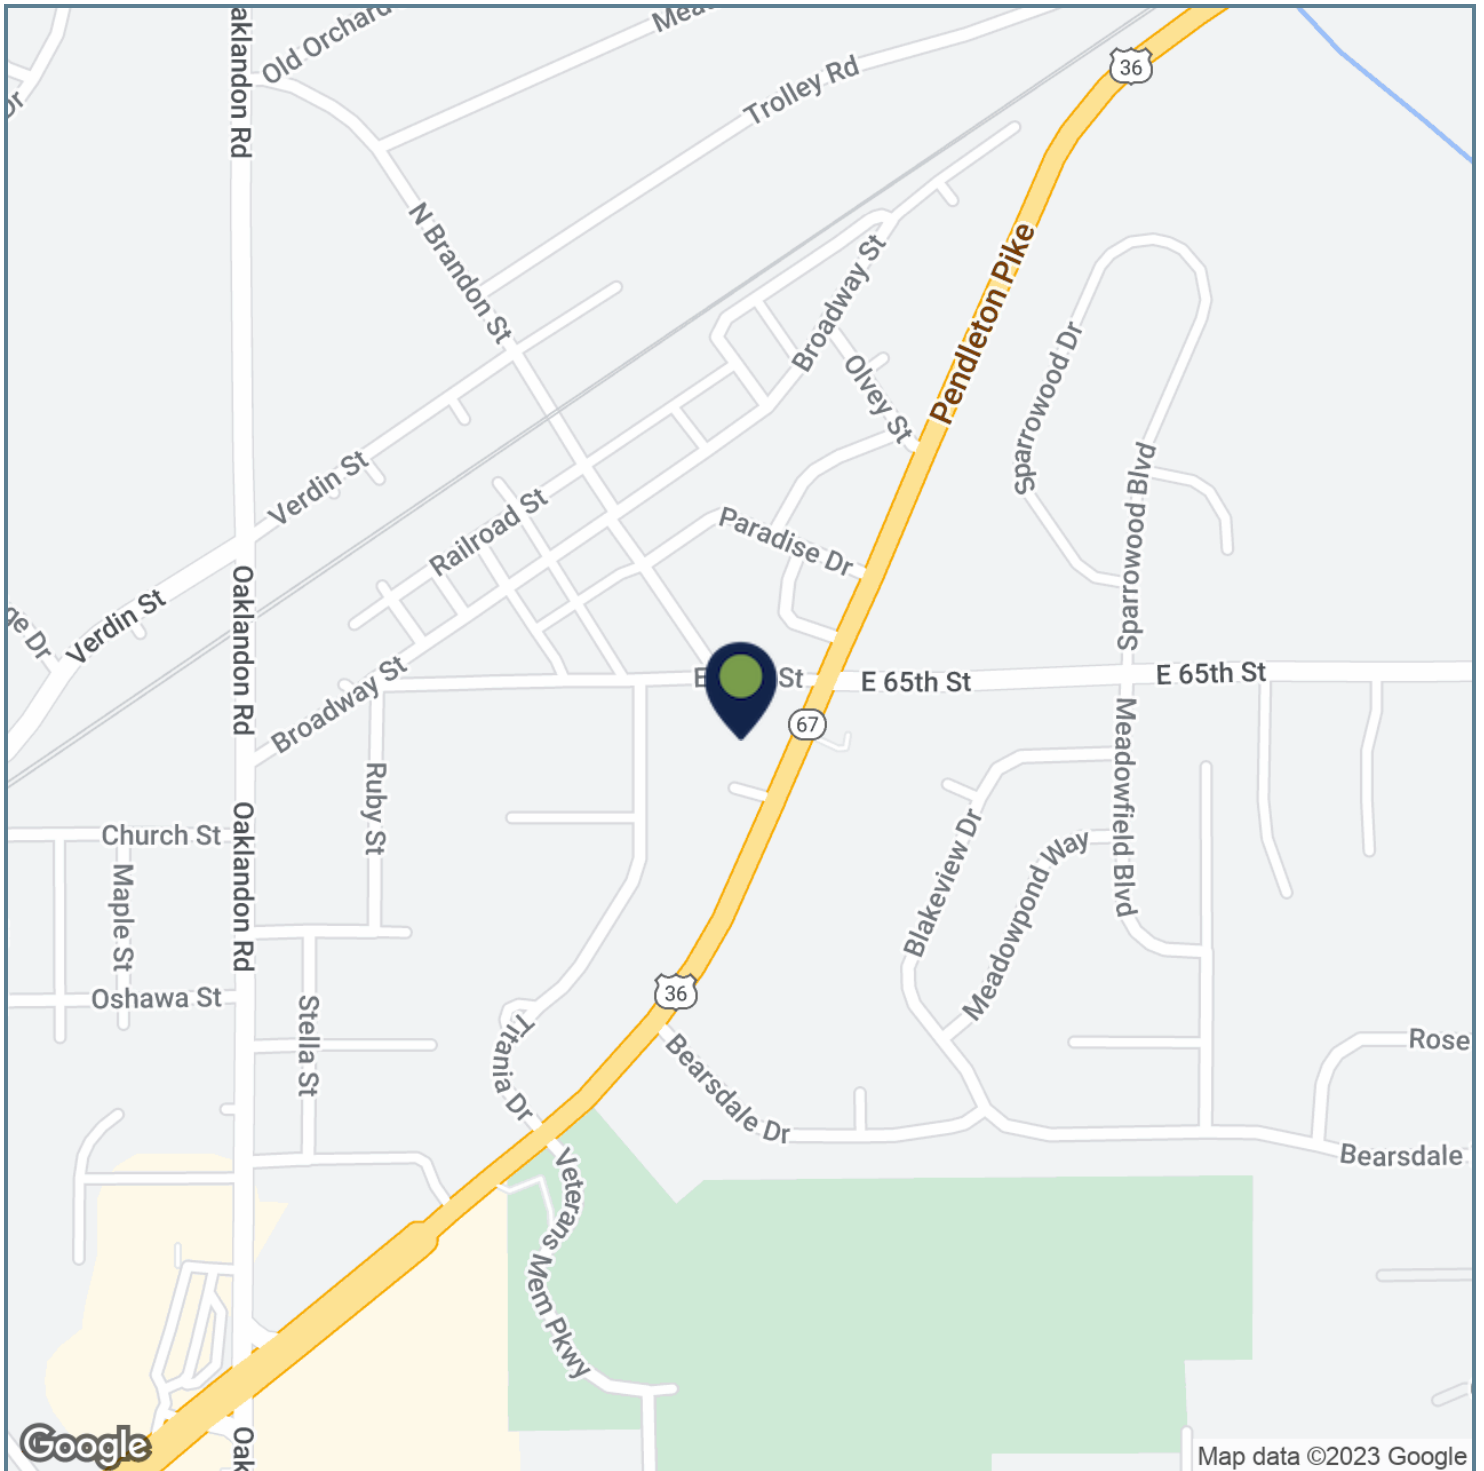 Oaklandon Rd
Old Orchard
Trolley Rd
36
N Brandon St
Broadway St
Pendleton Pike
Olvey St
Sparrowood Dr
Sparrowood Blvd
Verdin St
Railroad St
Paradise Dr
Verdin St
Oaklandon Rd
E
St
E 65th St
E 65th St
Broadway St
67
Meadowfield Blvd
Ruby St
Church St
Oaklandon Rd
Maple St
Blakeview Dr
Meadowpond Way
Oshawa St
36
Stella St
Titania Dr
Bearsdale Dr
Rose
Bearsdale
Veterans Mem Pkwy
Google
Map data ©2023 Google